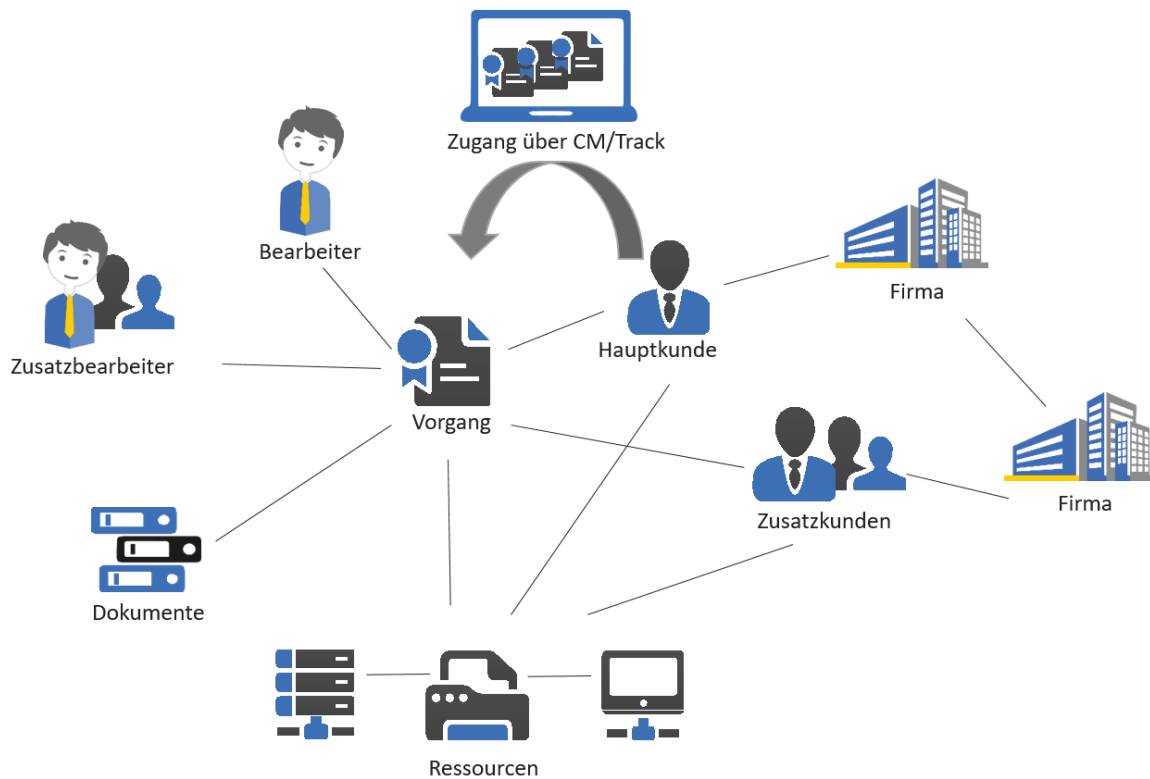 Zugang über CM/Track
Bearbeiter
Firma
Zusatzbearbeiter
Hauptkunde
Vorgang
Zusatzkunden
Firma
Dokumente
Ressourcen